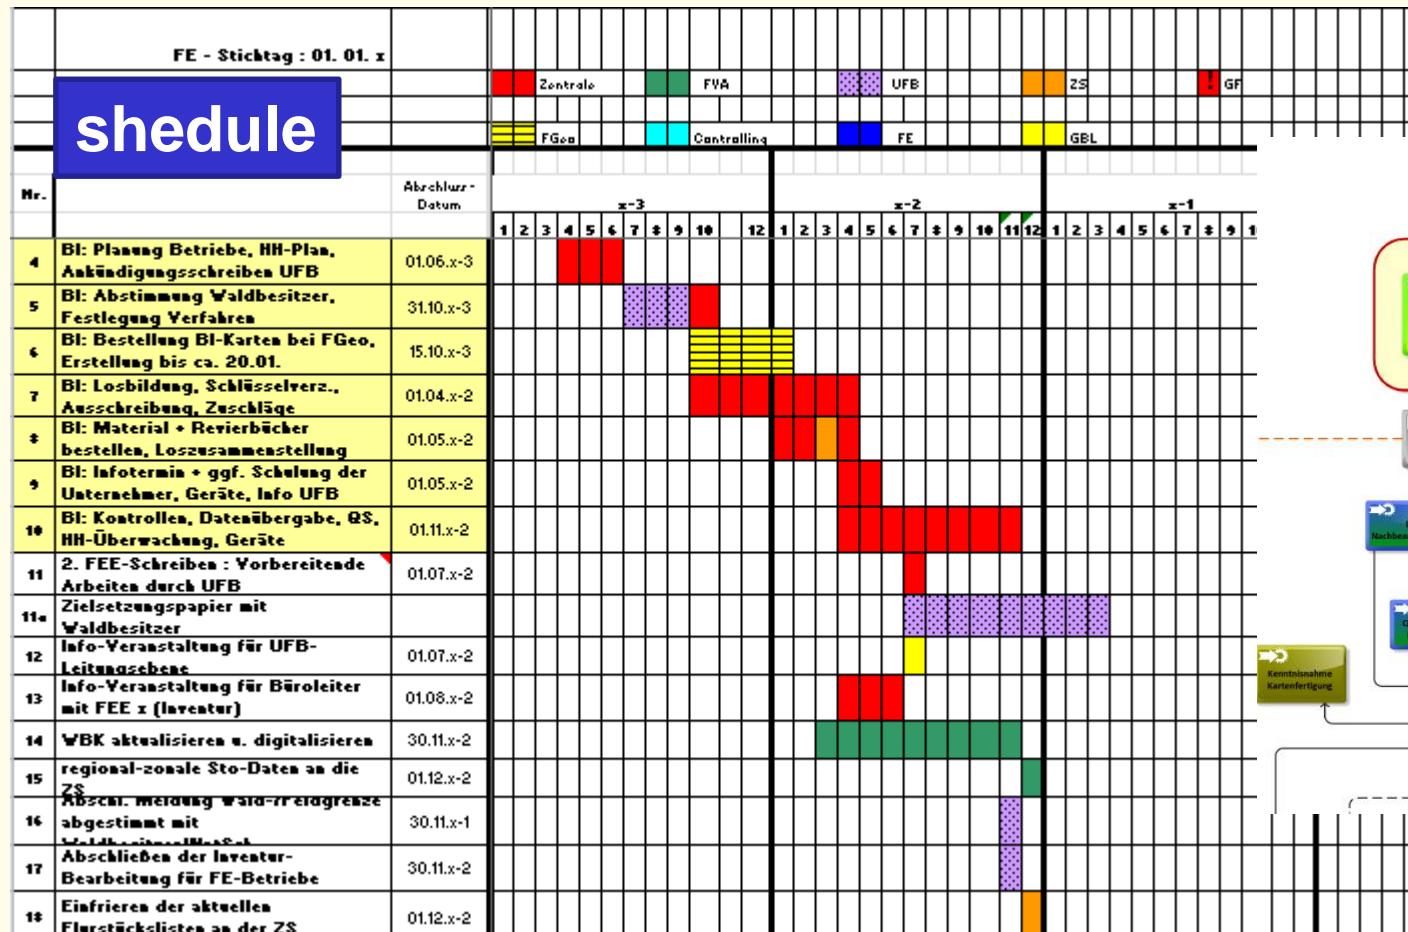 FE - Stichtag : 01. 01. x
shedule
Zentrale FVA UFB ZS ! GF
FGeo Controlling FE GBL
Nr. Abschluss-
Datum
x-3 x-2 x-1
1 2 3 4 5 6 7 8 9 10 12 1 2 3 4 5 6 7 8 9 10 11 12 1 2 3 4 5 6 7 8 9
4 BI: Planung Betriebe, HH-Plan,
Ankündigungsschreiben UFB 01.06.x-3
5 BI: Abstimmung Waldbesitzer,
Festlegung Verfahren 31.10.x-3
6 BI: Bestellung BI-Karten bei FGeo,
Erstellung bis ca. 20.01. 15.10.x-3
7 BI: Losbildung, Schlüsselverz.,
Ausschreibung, Zuschläge 01.04.x-2
8 BI: Material + Revierbücher
bestellen, Loszusammenstellung 01.05.x-2
9 BI: Infotermin + ggf. Schulung der
Unternehmer, Geräte, Info UFB 01.05.x-2
10 BI: Kontrollen, Datenübergabe, QS,
HH-Überwachung, Geräte 01.11.x-2
11 2. FEE-Schreiben : Vorbereitende
Arbeiten durch UFB 01.07.x-2
11a Zielsetzungspapier mit
Waldbesitzer
12 Info-Veranstaltung für UFB-
Leitungsebene 01.07.x-2
13 Info-Veranstaltung für Büroleiter
mit FEE x (Inventur) 01.08.x-2
14 WBK aktualisieren u. digitalisieren 30.11.x-2
15 regional-zonale Sto-Daten an die
ZS 01.12.x-2
16 Abschl. Meldung Wald-/Feldgrenze
abgestimmt mit 30.11.x-1
17 Abschließen der Inventur-
Bearbeitung für FE-Betriebe 30.11.x-2
18 Einfrieren der aktuellen
Flurstückslisten an der ZS 01.12.x-2
Kenntnisnahme
Kartenfertigung